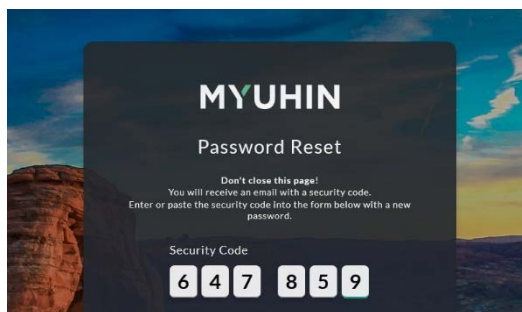 MYUHIN
Password Reset
Don't close this page!
You will receive an email with a security code.
Enter or paste the security code into the form below with a new
password.
Security Code
6 4 7 8 5 9